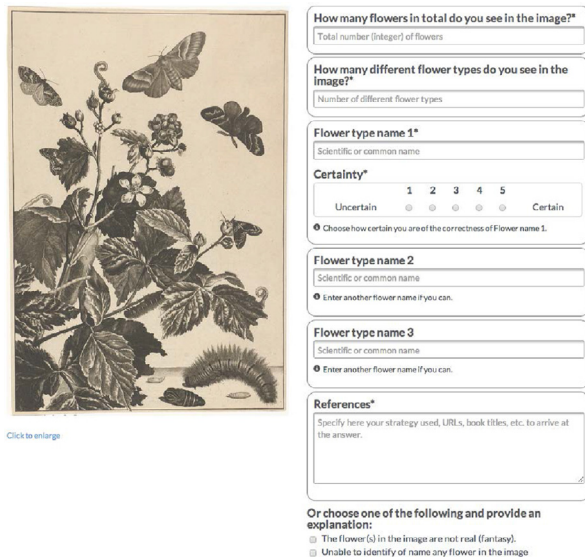 How many flowers in total do you see in the image?*
Total number (integer) of flowers
How many different flower types do you see in the
image?*
Number of different flower types
Flower type name 1*
Scientific or common name
Certainty*
1 2 3 4 5
Uncertain Certain
Choose how certain you are of the correctness of Flower name 1.
Flower type name 2
Scientific or common name
Enter another flower name if you can.
Flower type name 3
Scientific or common name
Enter another flower name if you can.
References*
Specify here your strategy used, URLs, book titles, etc. to arrive at
the answer.
Click to enlarge
Or choose one of the following and provide an
explanation:
The flower(s) in the image are not real (fantasy).
Unable to identify of name any flower in the image